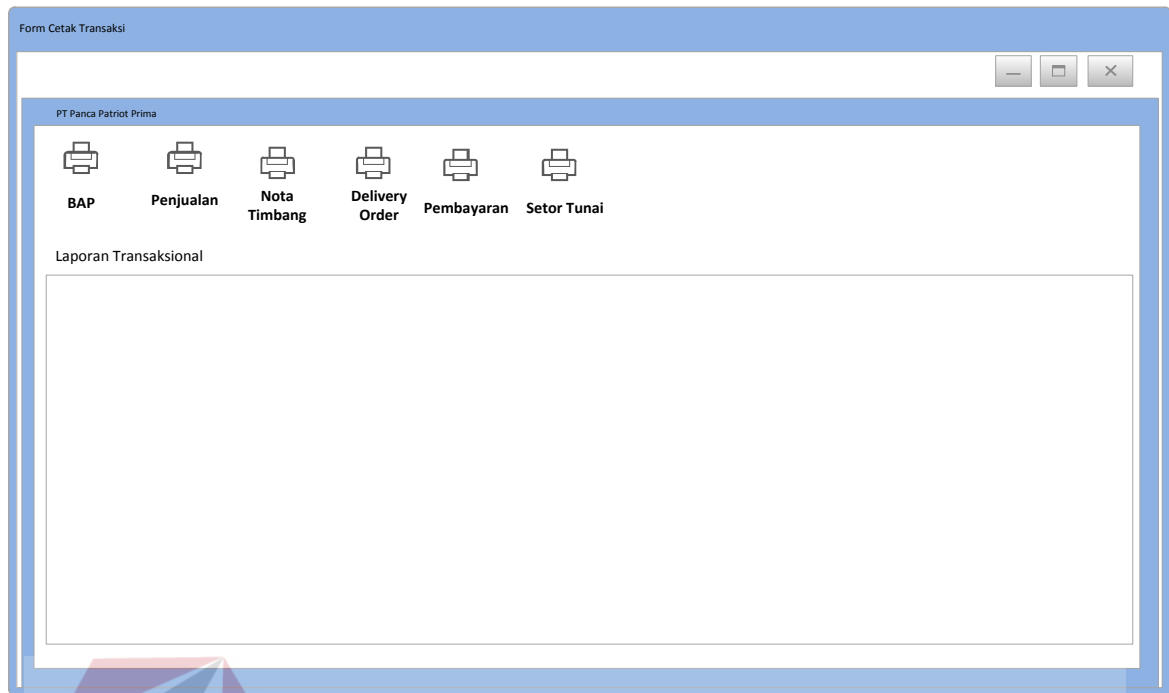 Form Cetak Transaksi
PT Panca Patriot Prima
BAP
Penjualan
Nota
Timbang
Delivery
Order
Pembayaran
Setor Tunai
Laporan Transaksional